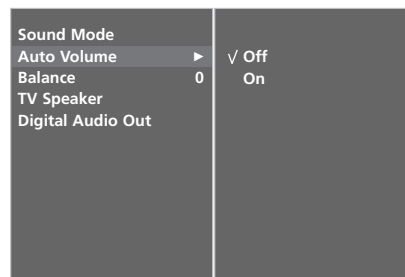 Sound Mode
Auto Volume ► √ Off
Balance 0 On
TV Speaker
Digital Audio Out